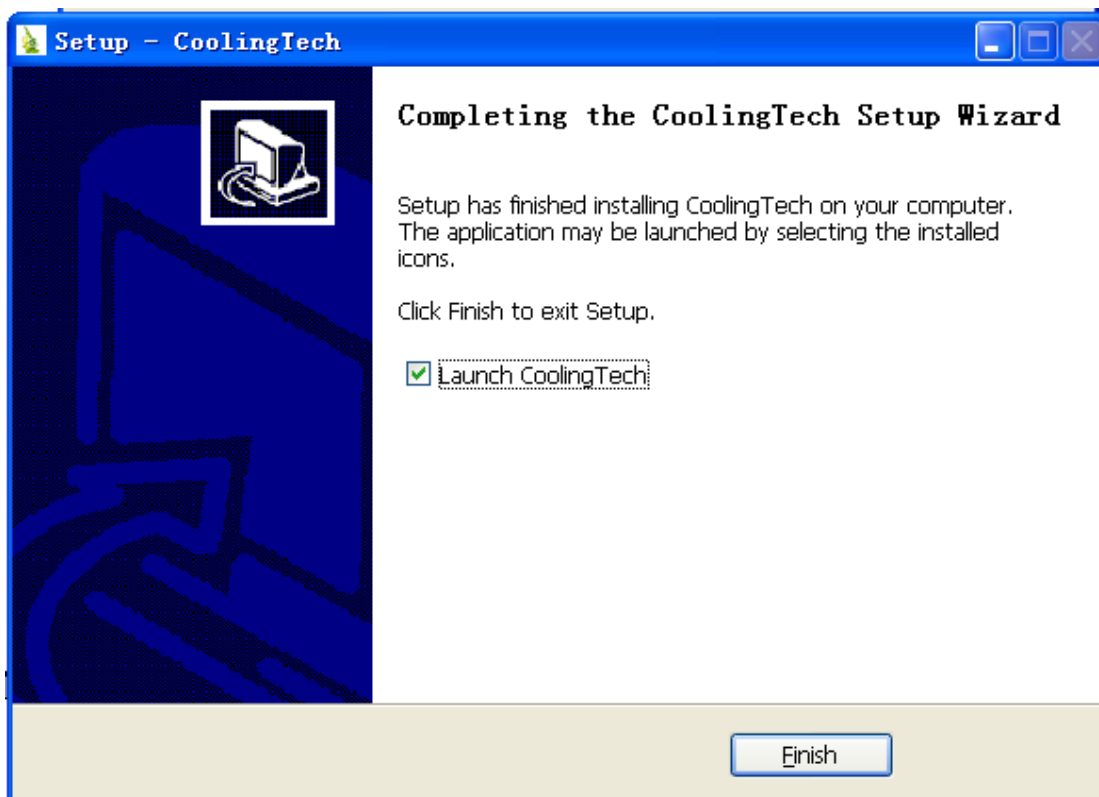 Setup - CoolingTech
Completing the CoolingTech Setup Wizard
Setup has finished installing CoolingTech on your computer.
The application may be launched by selecting the installed
icons.
Click Finish to exit Setup.
Launch CoolingTech
Finish